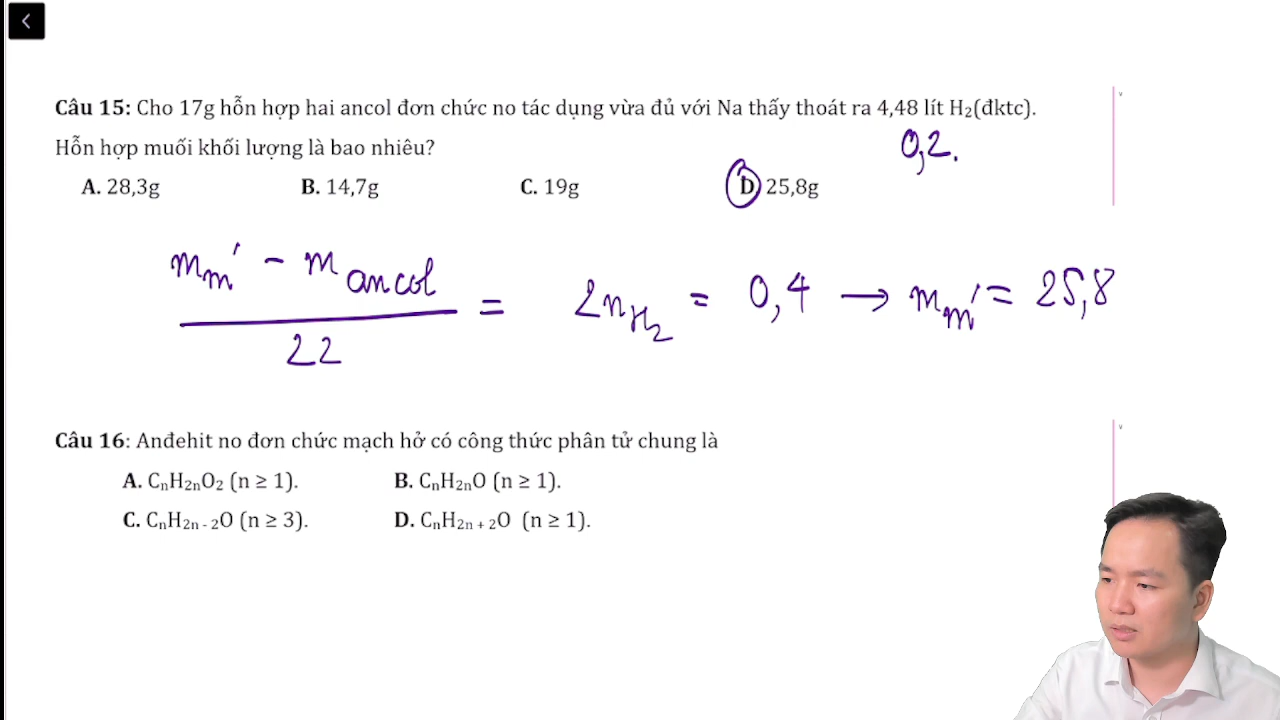 Câu 15: Cho 17g hỗn hợp hai ancol đơn chức no tác dụng vừa đủ với Na thấy thoát ra 4,48 lít H₂(đktc).
Hỗn hợp muối khối lượng là bao nhiêu?
0,2.
A. 28,3g B. 14,7g C. 19g D. 25,8g
m m' - m ancol
22
= 2nH₂ = 0,4 → m m' = 25,8
Câu 16: Anđehit no đơn chức mạch hở có công thức phân tử chung là
A. CₙH₂ₙO₂ (n ≥ 1). B. CₙH₂ₙO (n ≥ 1).
C. CₙH₂ₙ₋₂O (n ≥ 3). D. CₙH₂ₙ₊₂O (n ≥ 1).